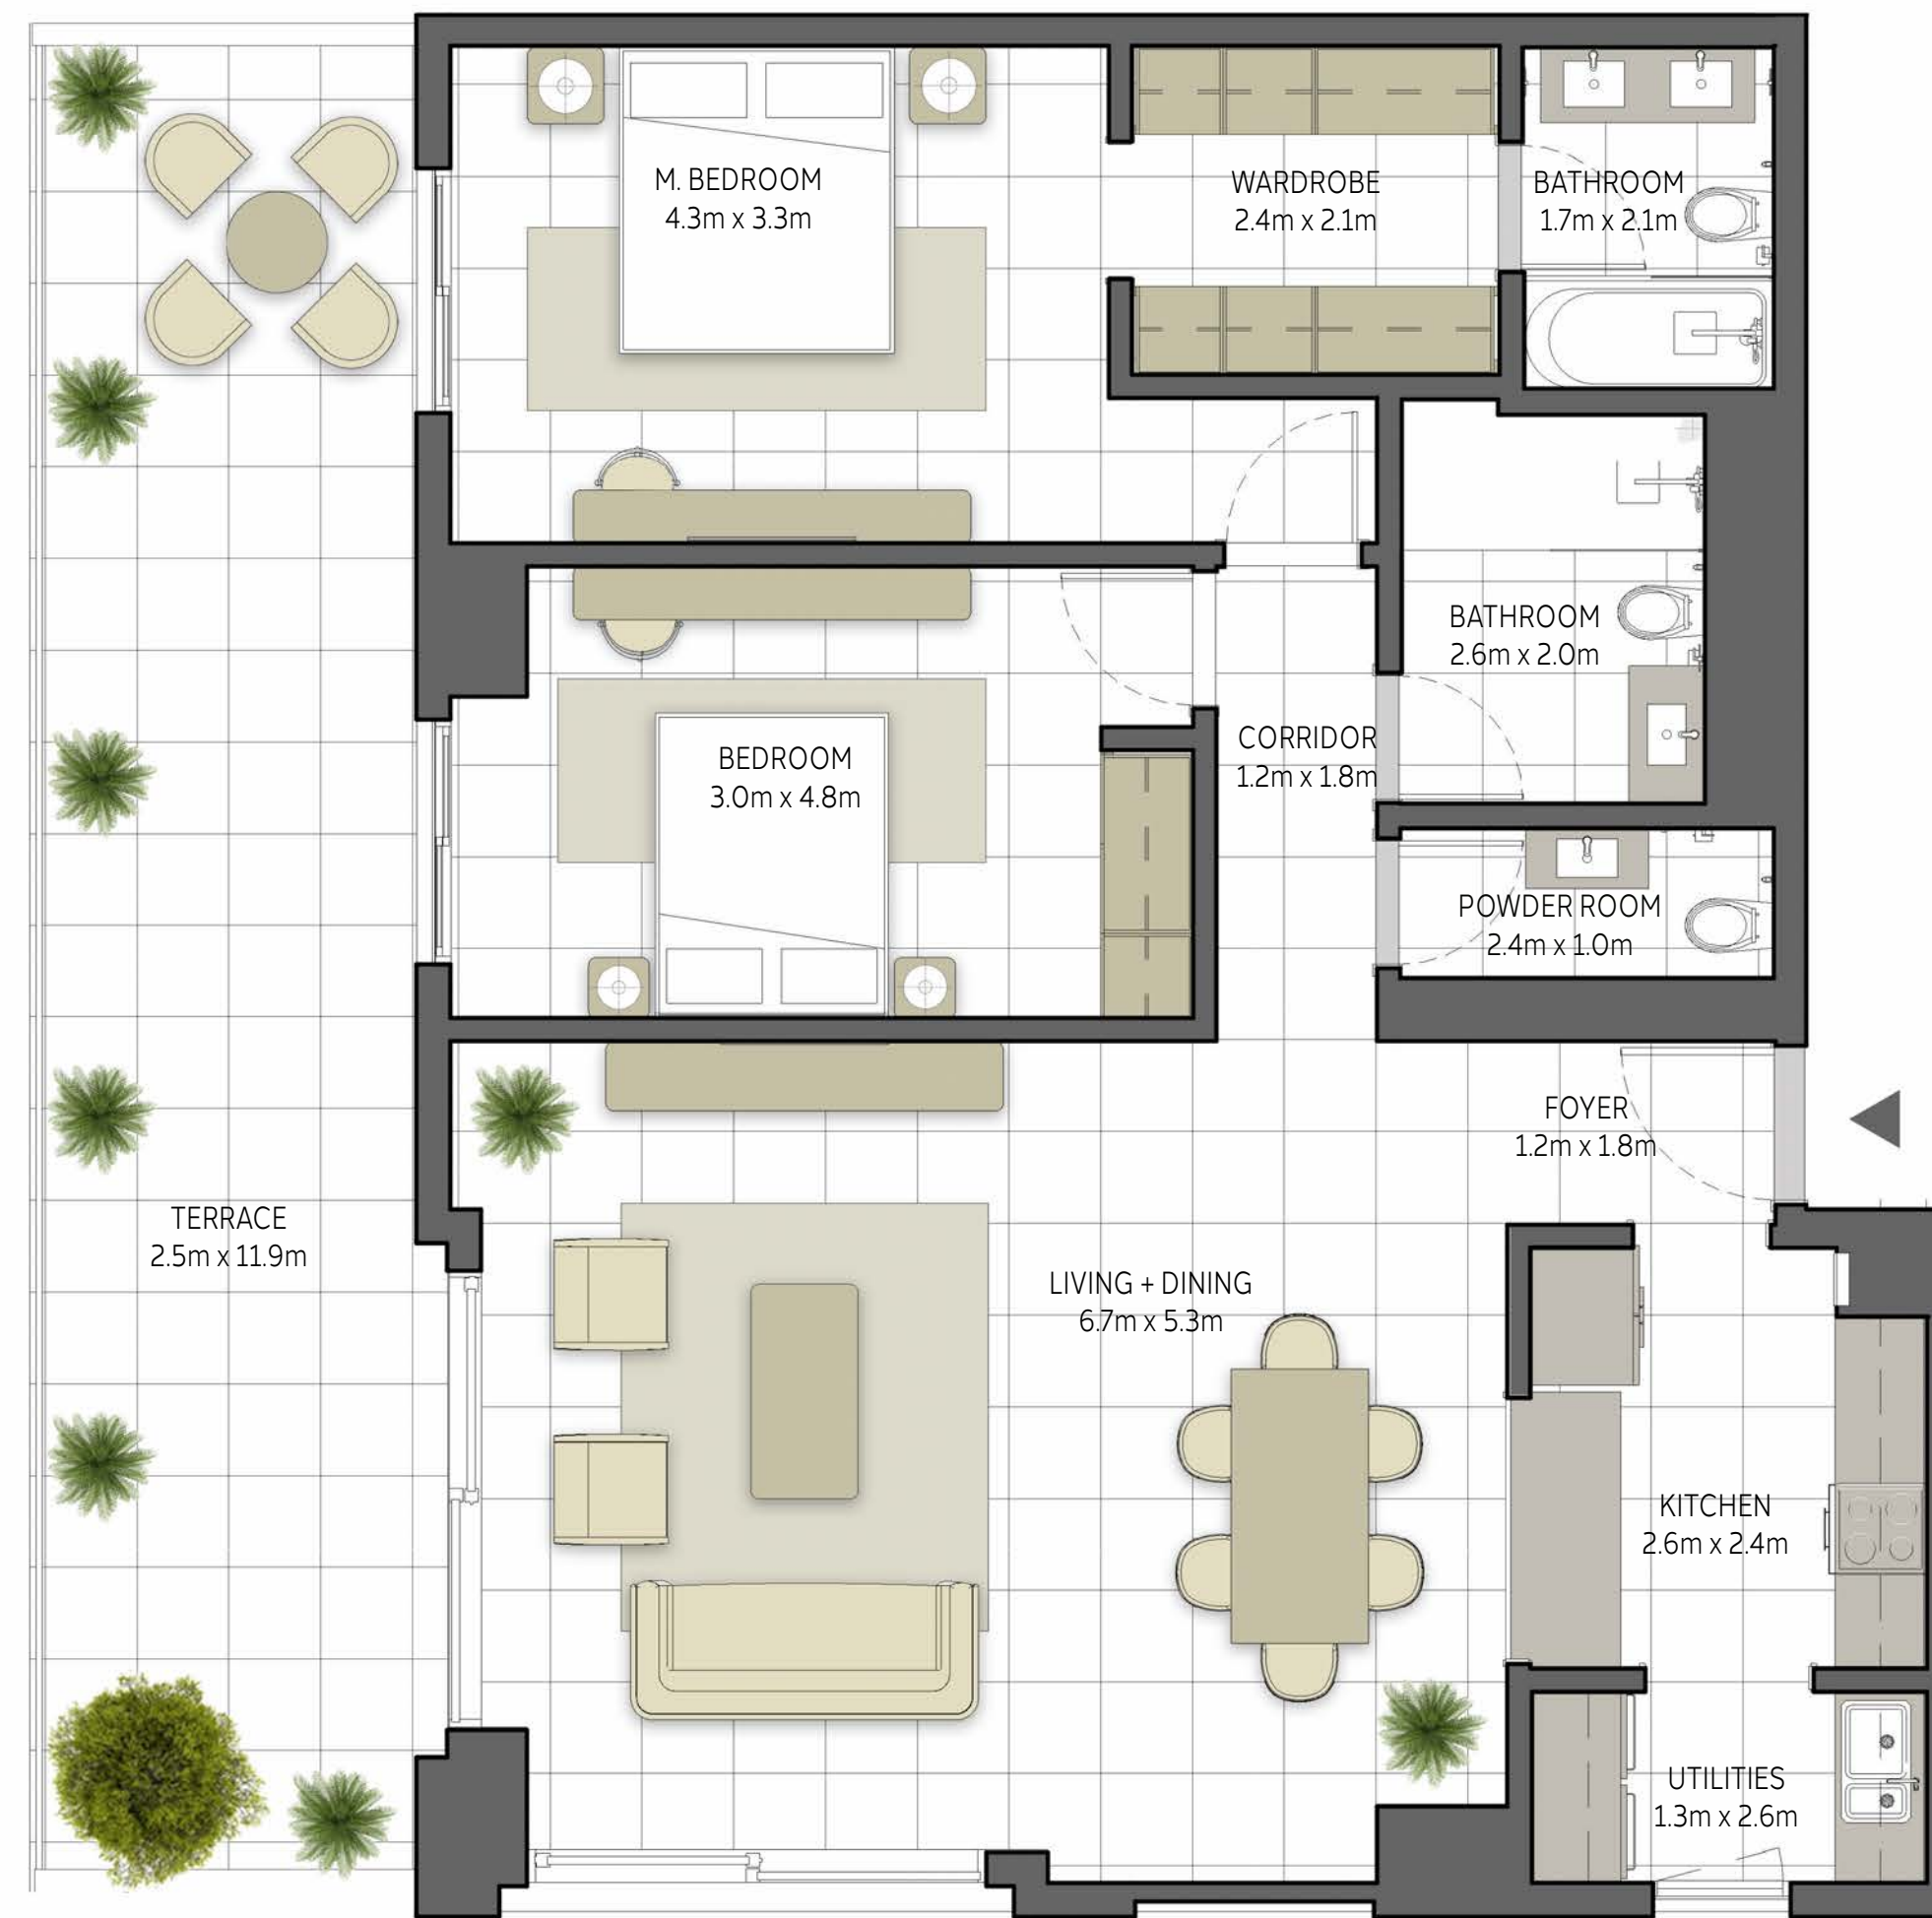 M. BEDROOM
4.3m x 3.3m
WARDROBE
2.4m x 2.1m
BATHROOM
1.7m x 2.1m
BATHROOM
2.6m x 2.0m
CORRIDOR
1.2m x 1.8m
BEDROOM
3.0m x 4.8m
POWDER ROOM
2.4m x 1.0m
FOYER
1.2m x 1.8m
TERRACE
2.5m x 11.9m
LIVING + DINING
6.7m x 5.3m
KITCHEN
2.6m x 2.4m
UTILITIES
1.3m x 2.6m